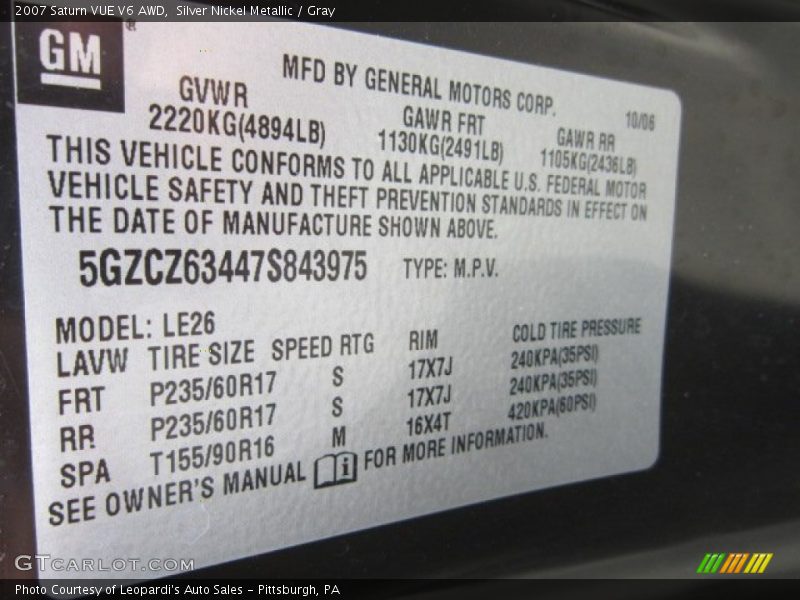 2007 Saturn VUE V6 AWD, Silver Nickel Metallic / Gray
GM
MFD BY GENERAL MOTORS CORP.
10/06
GVWR GAWR FRT GAWR RR
2220KG(4894LB) 1130KG(2491LB) 1105KG(2436LB)
THIS VEHICLE CONFORMS TO ALL APPLICABLE U.S. FEDERAL MOTOR
VEHICLE SAFETY AND THEFT PREVENTION STANDARDS IN EFFECT ON
THE DATE OF MANUFACTURE SHOWN ABOVE.
5GZCZ63447S843975 TYPE: M.P.V.
MODEL: LE26
LAVW TIRE SIZE SPEED RTG RIM COLD TIRE PRESSURE
FRT P235/60R17 S 17X7J 240KPA(35PSI)
RR P235/60R17 S 17X7J 240KPA(35PSI)
SPA T155/90R16 M 16X4T 420KPA(60PSI)
SEE OWNER'S MANUAL i FOR MORE INFORMATION.
GTCARLOT.COM
Photo Courtesy of Leopardi's Auto Sales - Pittsburgh, PA